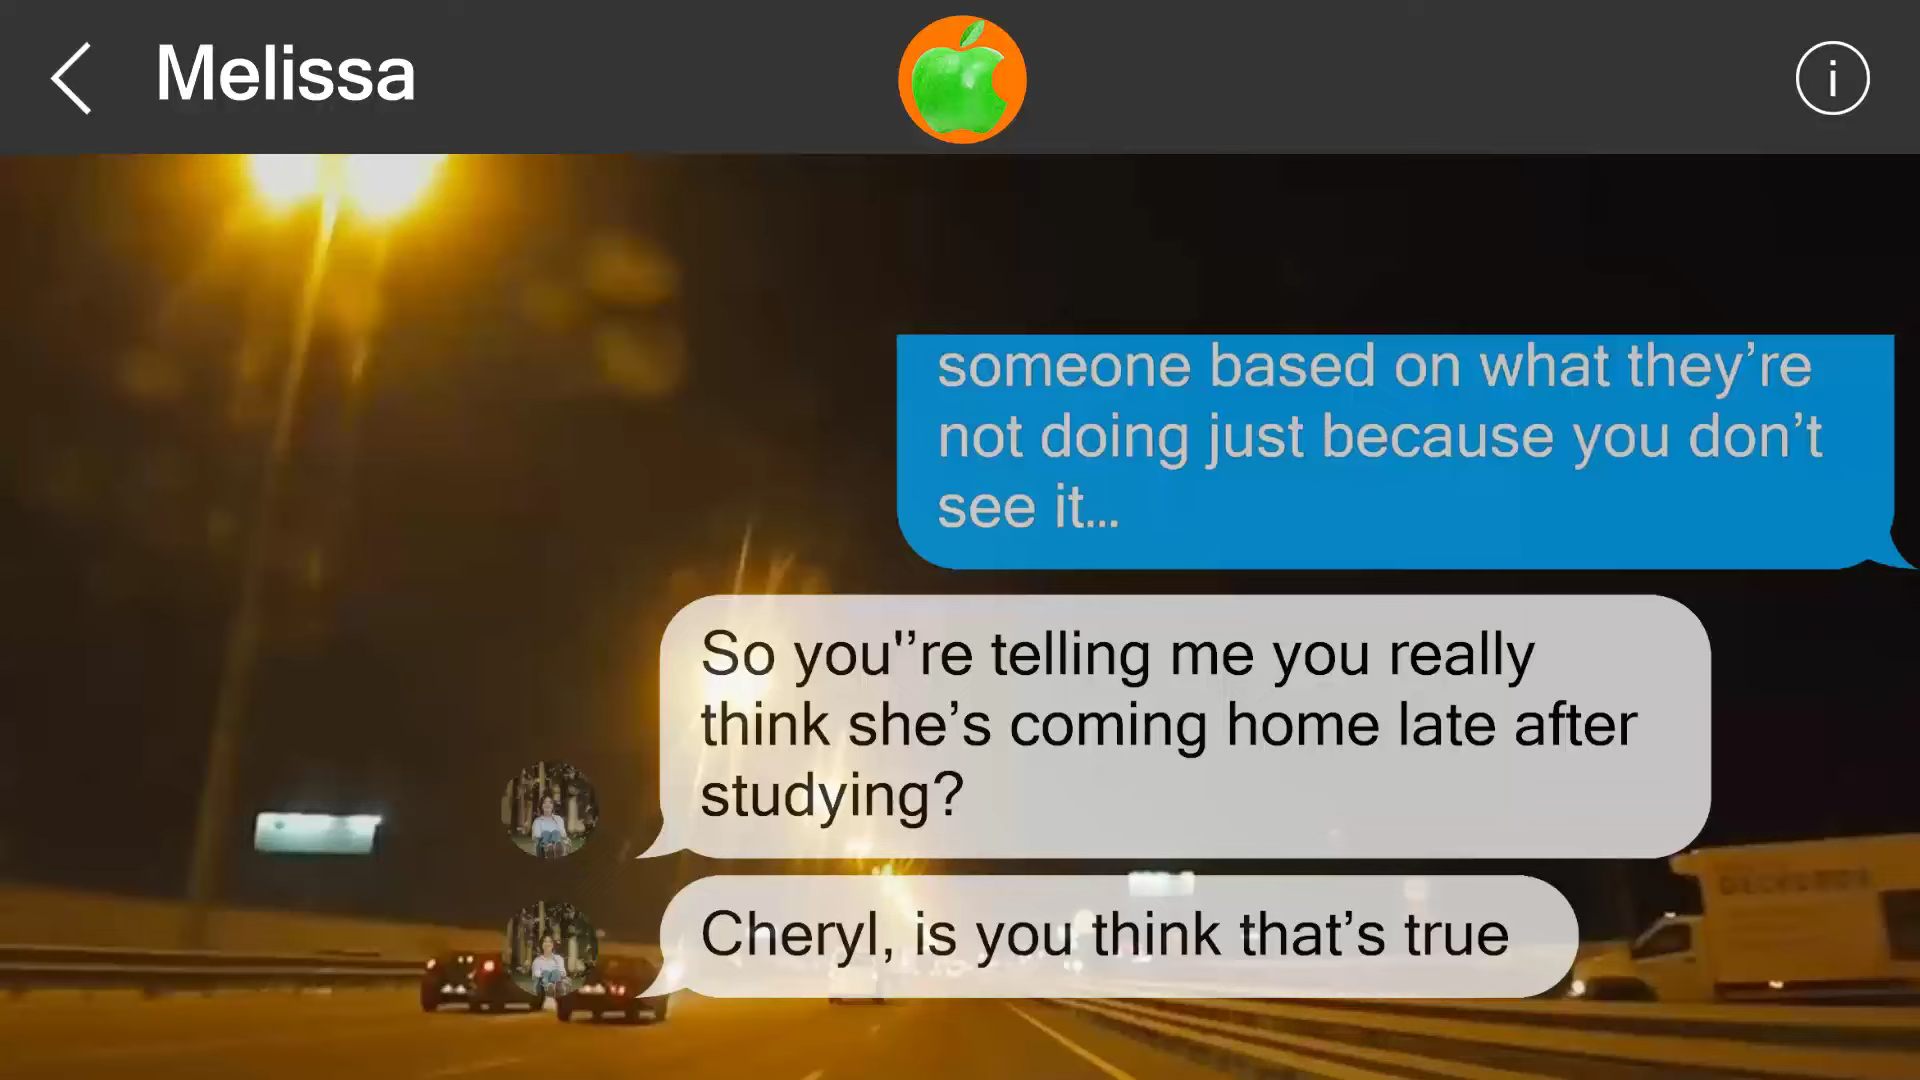 Melissa
i
someone based on what they’re
not doing just because you don’t
see it...
So you"’re telling me you really
think she’s coming home late after
studying?
Cheryl, is you think that’s true